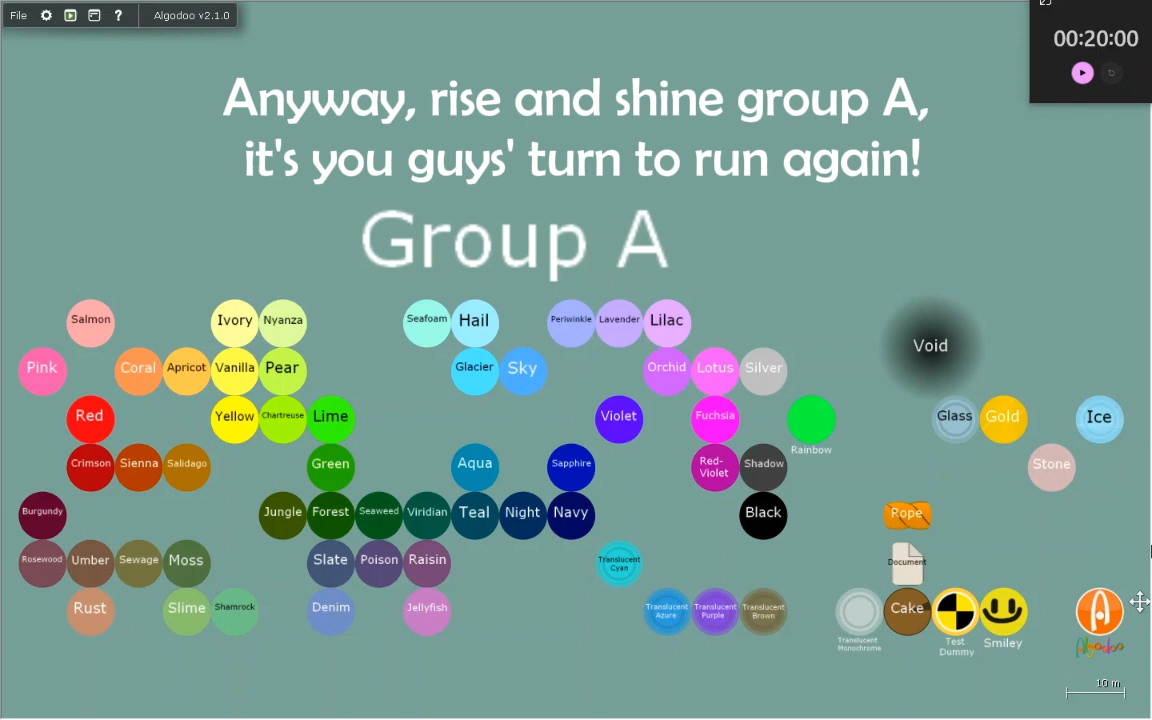 File ? Algodoo v2.1.0
00:20:00
Anyway, rise and shine group A,
it's you guys' turn to run again!
Group A
Salmon Ivory Nyanza Seafoam Hail Periwinkle Lavender Lilac
Void
Pink Coral Apricot Vanilla Pear Glacier Sky Orchid Lotus Silver
Red Yellow Chartreuse Lime Violet Fuchsia Glass Gold Ice
Rainbow
Crimson Sienna Salidago Green Aqua Sapphire Red-
Violet Shadow Stone
Burgundy Jungle Forest Seaweed Viridian Teal Night Navy Black Rope
Rosewood Umber Sewage Moss Slate Poison Raisin Translucent
Cyan Document
Rust Slime Shamrock Denim Jellyfish Translucent
Azure Translucent
Purple Translucent
Brown Cake
Translucent
Monochrome
Test
Dummy
Smiley
Algodoo
10 m